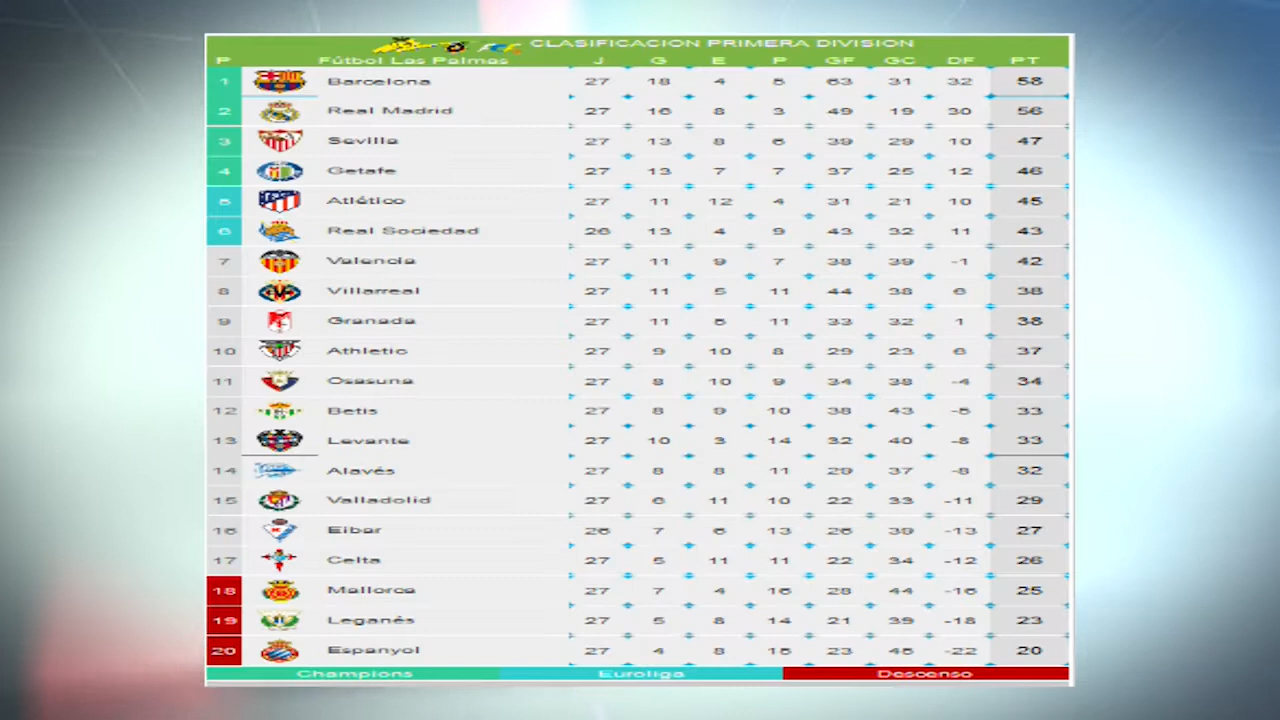 CLASIFICACION PRIMERA DIVISION
P Fútbol Las Palmas J G E P GF GC DF PT
1 Barcelona 27 18 4 5 63 31 32 58
2 Real Madrid 27 16 8 3 49 19 30 56
3 Sevilla 27 13 8 6 39 29 10 47
4 Getafe 27 13 7 7 37 25 12 46
5 Atlético 27 11 12 4 31 21 10 45
6 Real Sociedad 26 13 4 9 43 32 11 43
7 Valencia 27 11 9 7 38 39 -1 42
8 Villarreal 27 11 5 11 44 38 6 38
9 Granada 27 11 5 11 33 32 1 38
10 Athletic 27 9 10 8 29 23 6 37
11 Osasuna 27 8 10 9 34 38 -4 34
12 Betis 27 8 9 10 38 43 -5 33
13 Levante 27 10 3 14 32 40 -8 33
14 Alavés 27 8 8 11 29 37 -8 32
15 Valladolid 27 6 11 10 22 33 -11 29
16 Eibar 26 7 6 13 26 39 -13 27
17 Celta 27 5 11 11 22 34 -12 26
18 Mallorca 27 7 4 16 28 44 -16 25
19 Leganés 27 5 8 14 21 39 -18 23
20 Espanyol 27 4 8 15 23 45 -22 20
Champions Euroliga Descenso